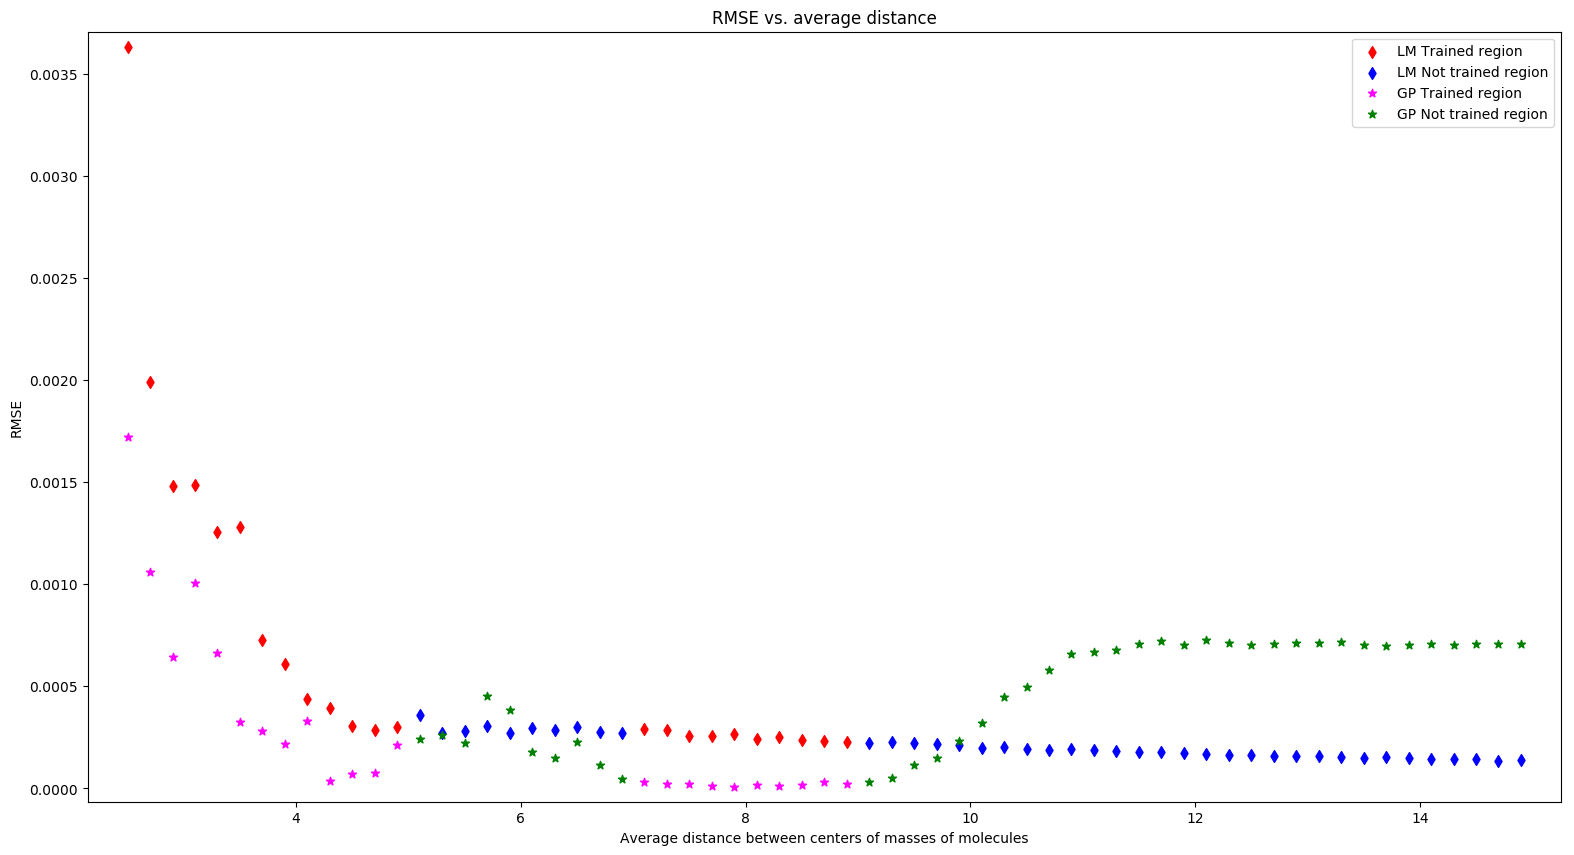 RMSE vs. average distance
LM Trained region
LM Not trained region
GP Trained region
GP Not trained region
0.0035
0.0030
0.0025
0.0020
0.0015
0.0010
0.0005
0.0000
RMSE
4 6 8 10 12 14
Average distance between centers of masses of molecules